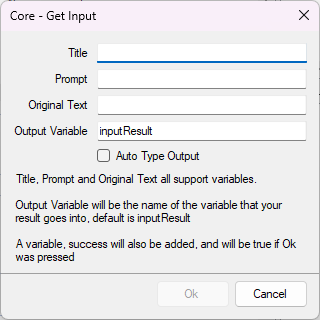 Core - Get Input
Title
Prompt
Original Text
Output Variable inputResult
Auto Type Output
Title, Prompt and Original Text all support variables.
Output Variable will be the name of the variable that your
result goes into, default is inputResult
A variable, success will also be added, and will be true if Ok
was pressed
Ok Cancel